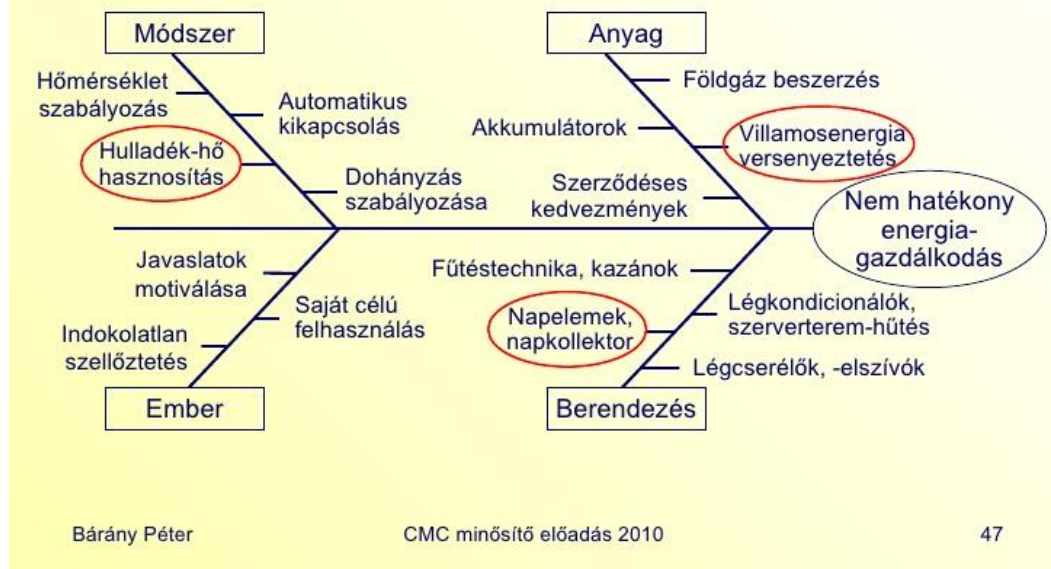 Módszer
Anyag
Hőmérséklet
szabályozás
Automatikus
kikapcsolás
Hulladék-hő
hasznosítás
Dohányzás
szabályozása
Földgáz beszerzés
Akkumulátorok
Villamosenergia
versenyeztetés
Szerződéses
kedvezmények
Nem hatékony
energia-
gazdálkodás
Javaslatok
motiválása
Saját célú
felhasználás
Indokolatlan
szellőztetés
Fűtéstechnika, kazánok
Légkondicionálók,
szerverterem-hűtés
Napelemek,
napkollektor
Légcserélők, -elszívók
Ember
Berendezés
Bárány Péter
CMC minősítő előadás 2010
47